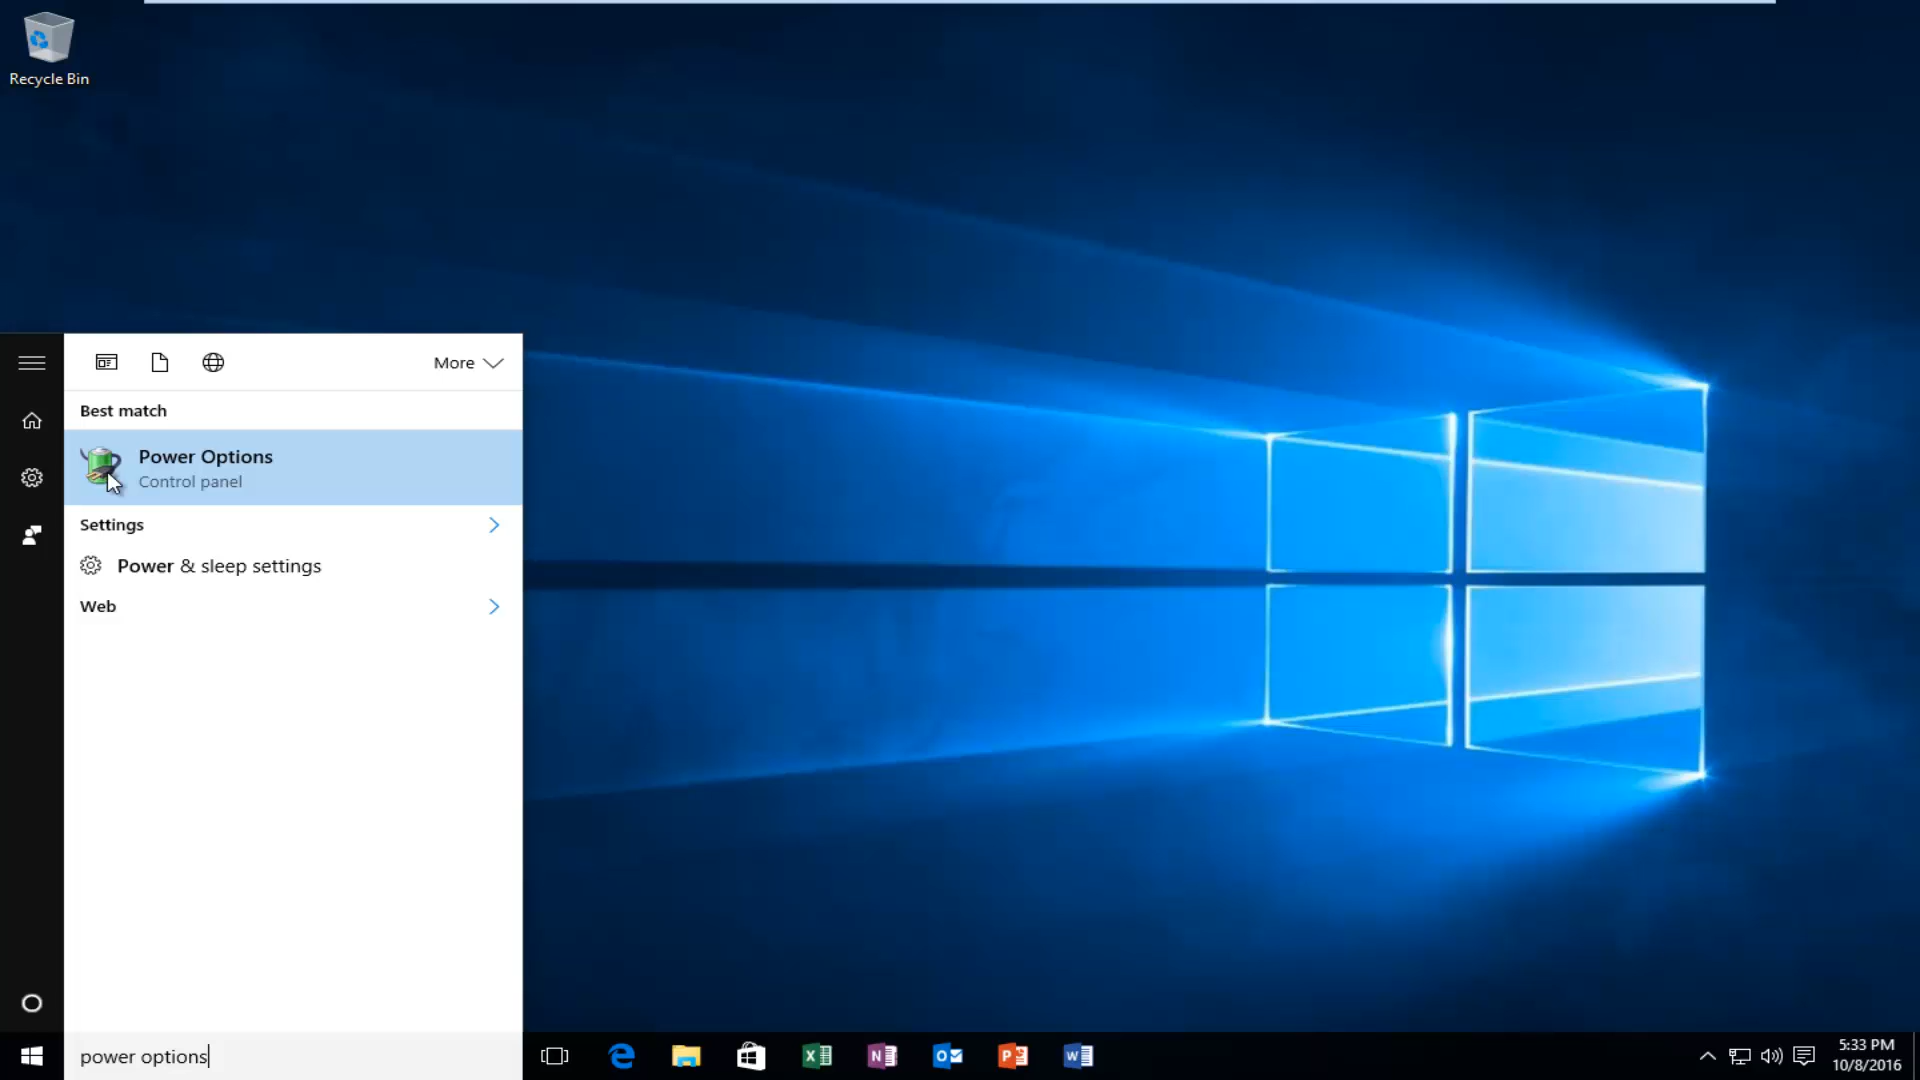 Recycle Bin
More
Best match
Power Options
Control panel
Settings
Power & sleep settings
Web
power options
5:33 PM
10/8/2016